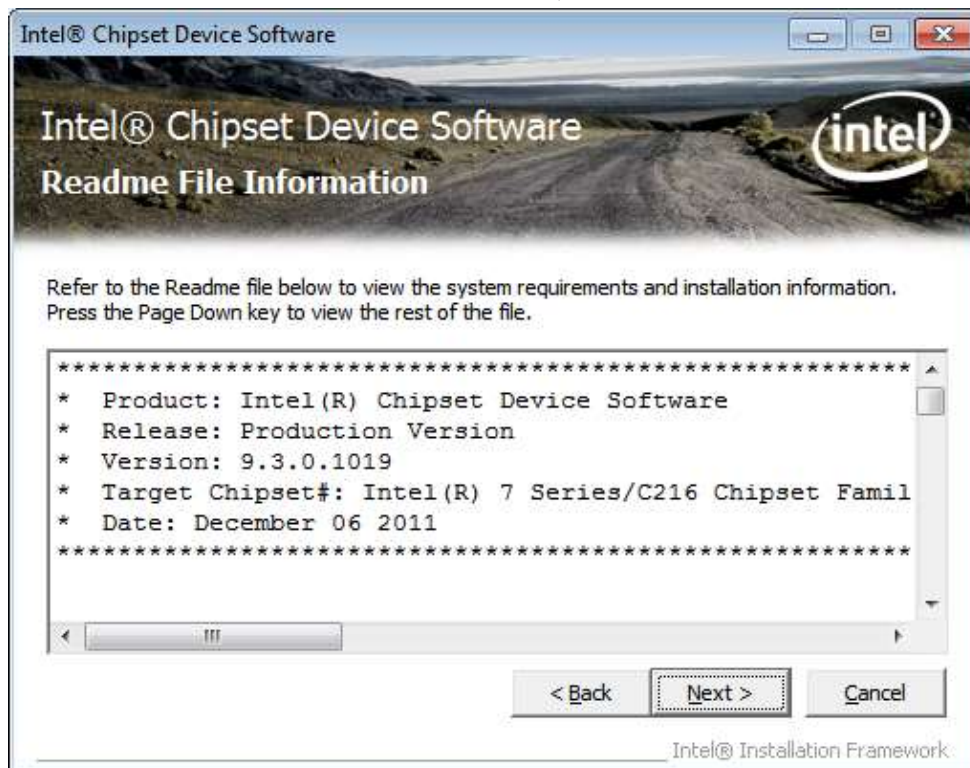 Intel® Chipset Device Software
Intel® Chipset Device Software
intel
Readme File Information
Refer to the Readme file below to view the system requirements and installation information.
Press the Page Down key to view the rest of the file.
************************************************************
* Product: Intel(R) Chipset Device Software
* Release: Production Version
* Version: 9.3.0.1019
* Target Chipset#: Intel(R) 7 Series/C216 Chipset Famil
* Date: December 06 2011
************************************************************
< Back
Next >
Cancel
Intel® Installation Framework